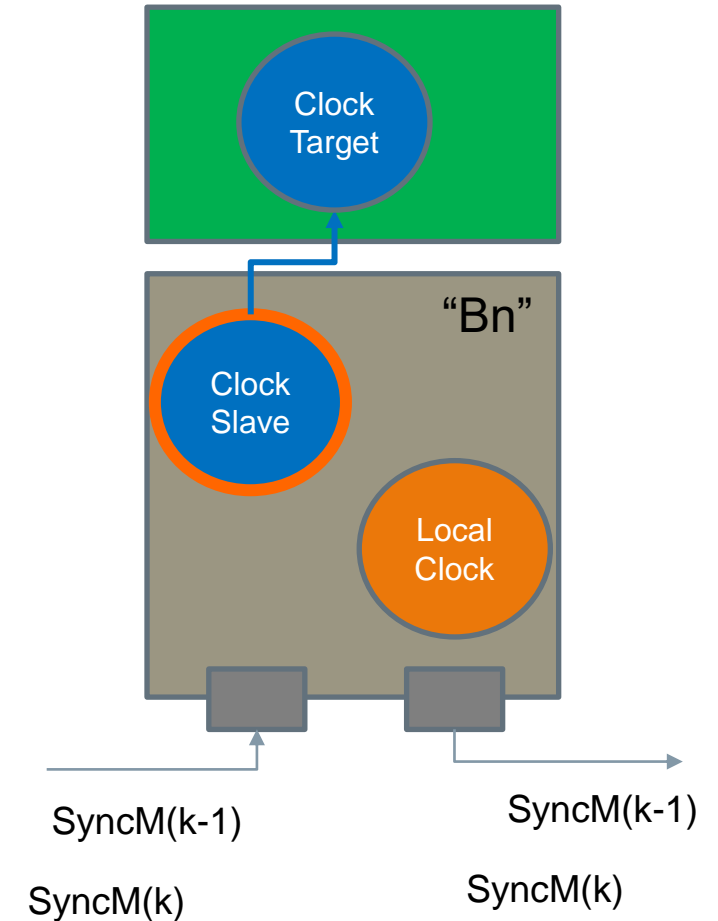 Clock
Target
“Bn”
Clock
Slave
Local
Clock
SyncM(k-1)
SyncM(k-1)
SyncM(k)
SyncM(k)